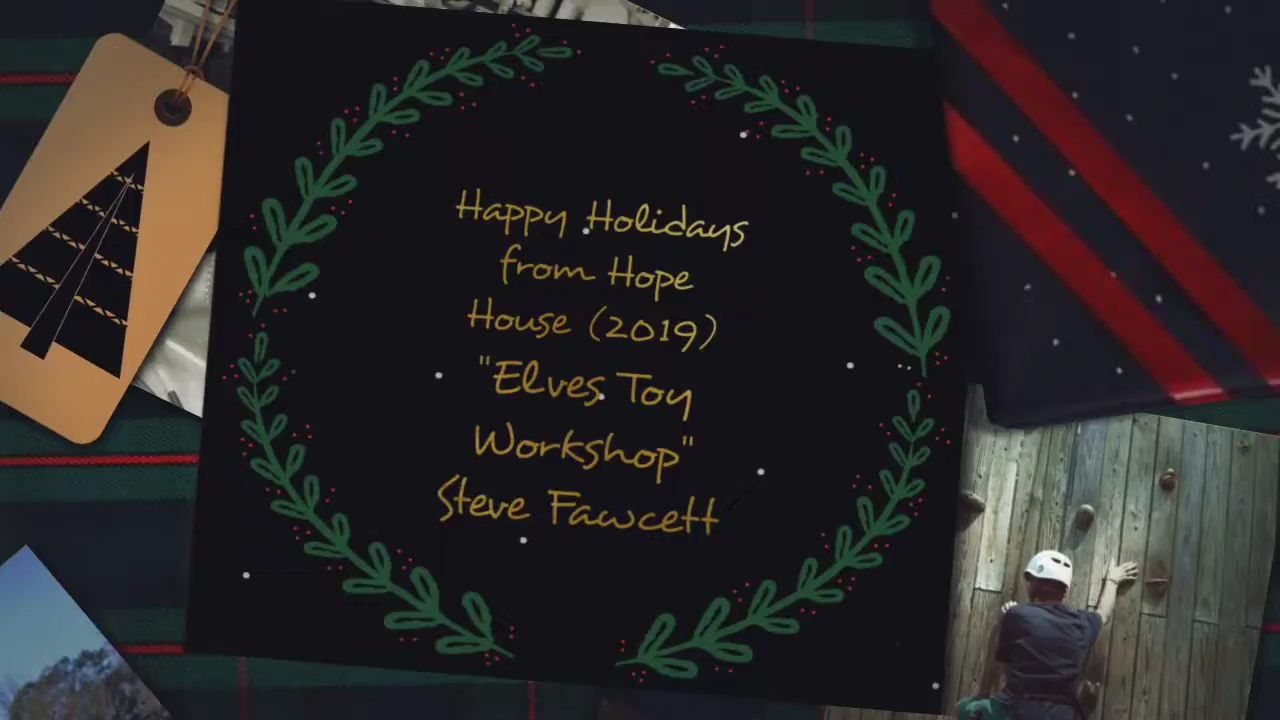 Happy Holidays
from Hope
House (2019)
"Elves Toy
Workshop"
Steve Fawcett